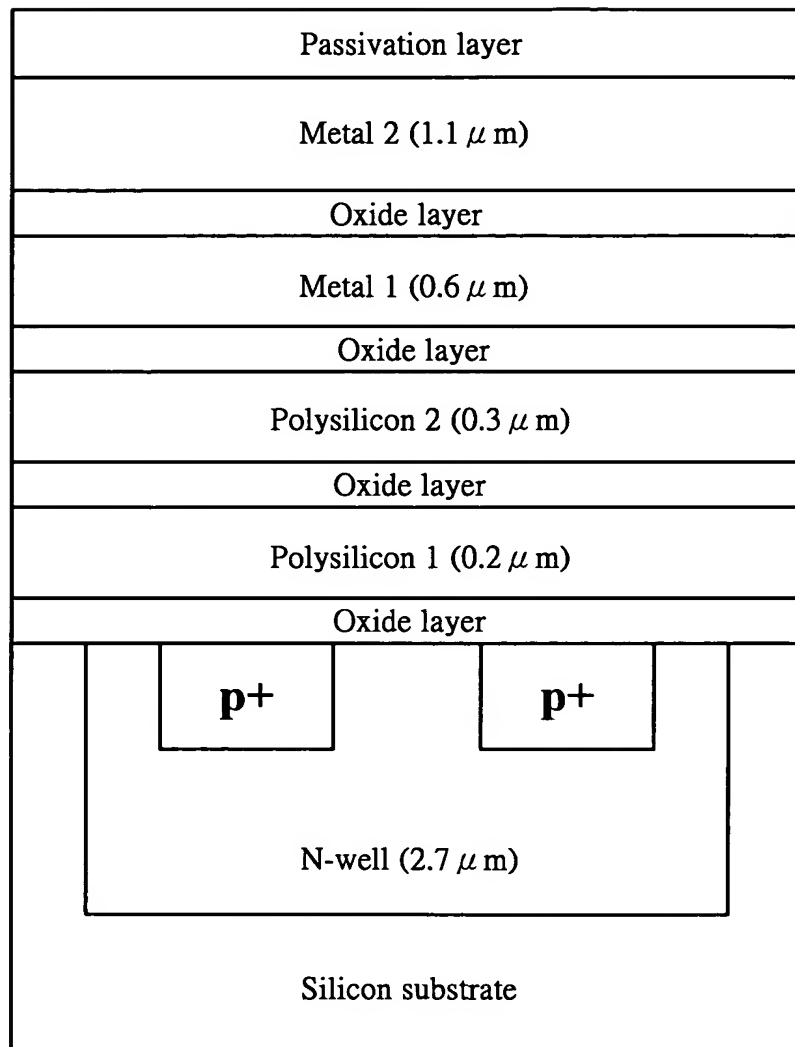 Passivation layer
Metal 2 (1.1 μm)
Oxide layer
Metal 1 (0.6 μm)
Oxide layer
Polysilicon 2 (0.3 μm)
Oxide layer
Polysilicon 1 (0.2 μm)
Oxide layer
p+ p+
N-well (2.7 μm)
Silicon substrate